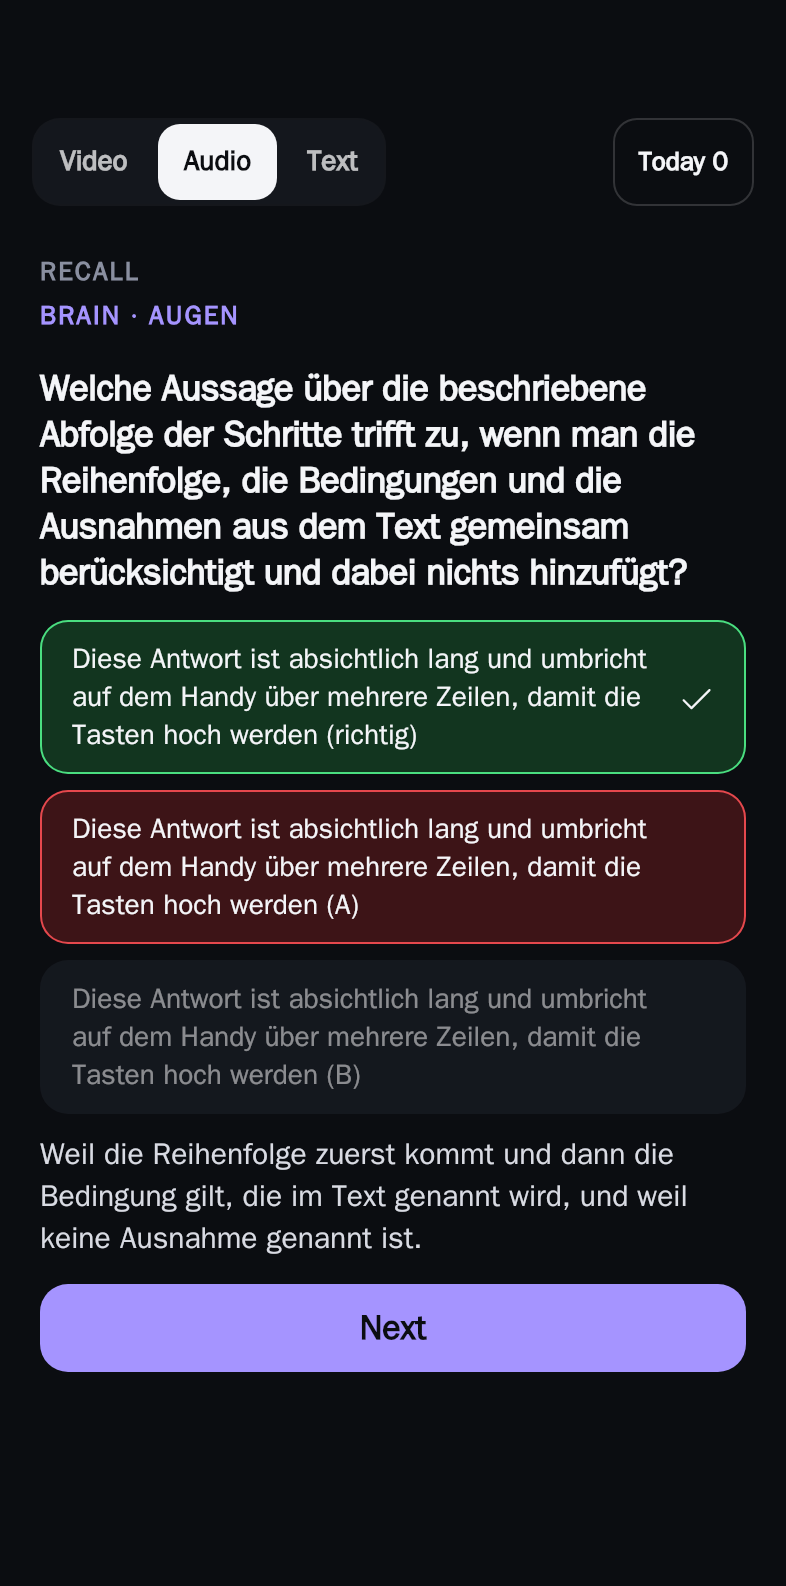 Video Audio Text Today 0
RECALL
BRAIN · AUGEN
Welche Aussage über die beschriebene
Abfolge der Schritte trifft zu, wenn man die
Reihenfolge, die Bedingungen und die
Ausnahmen aus dem Text gemeinsam
berücksichtigt und dabei nichts hinzufügt?
Diese Antwort ist absichtlich lang und umbricht
auf dem Handy über mehrere Zeilen, damit die
Tasten hoch werden (richtig)
Diese Antwort ist absichtlich lang und umbricht
auf dem Handy über mehrere Zeilen, damit die
Tasten hoch werden (A)
Diese Antwort ist absichtlich lang und umbricht
auf dem Handy über mehrere Zeilen, damit die
Tasten hoch werden (B)
Weil die Reihenfolge zuerst kommt und dann die
Bedingung gilt, die im Text genannt wird, und weil
keine Ausnahme genannt ist.
Next